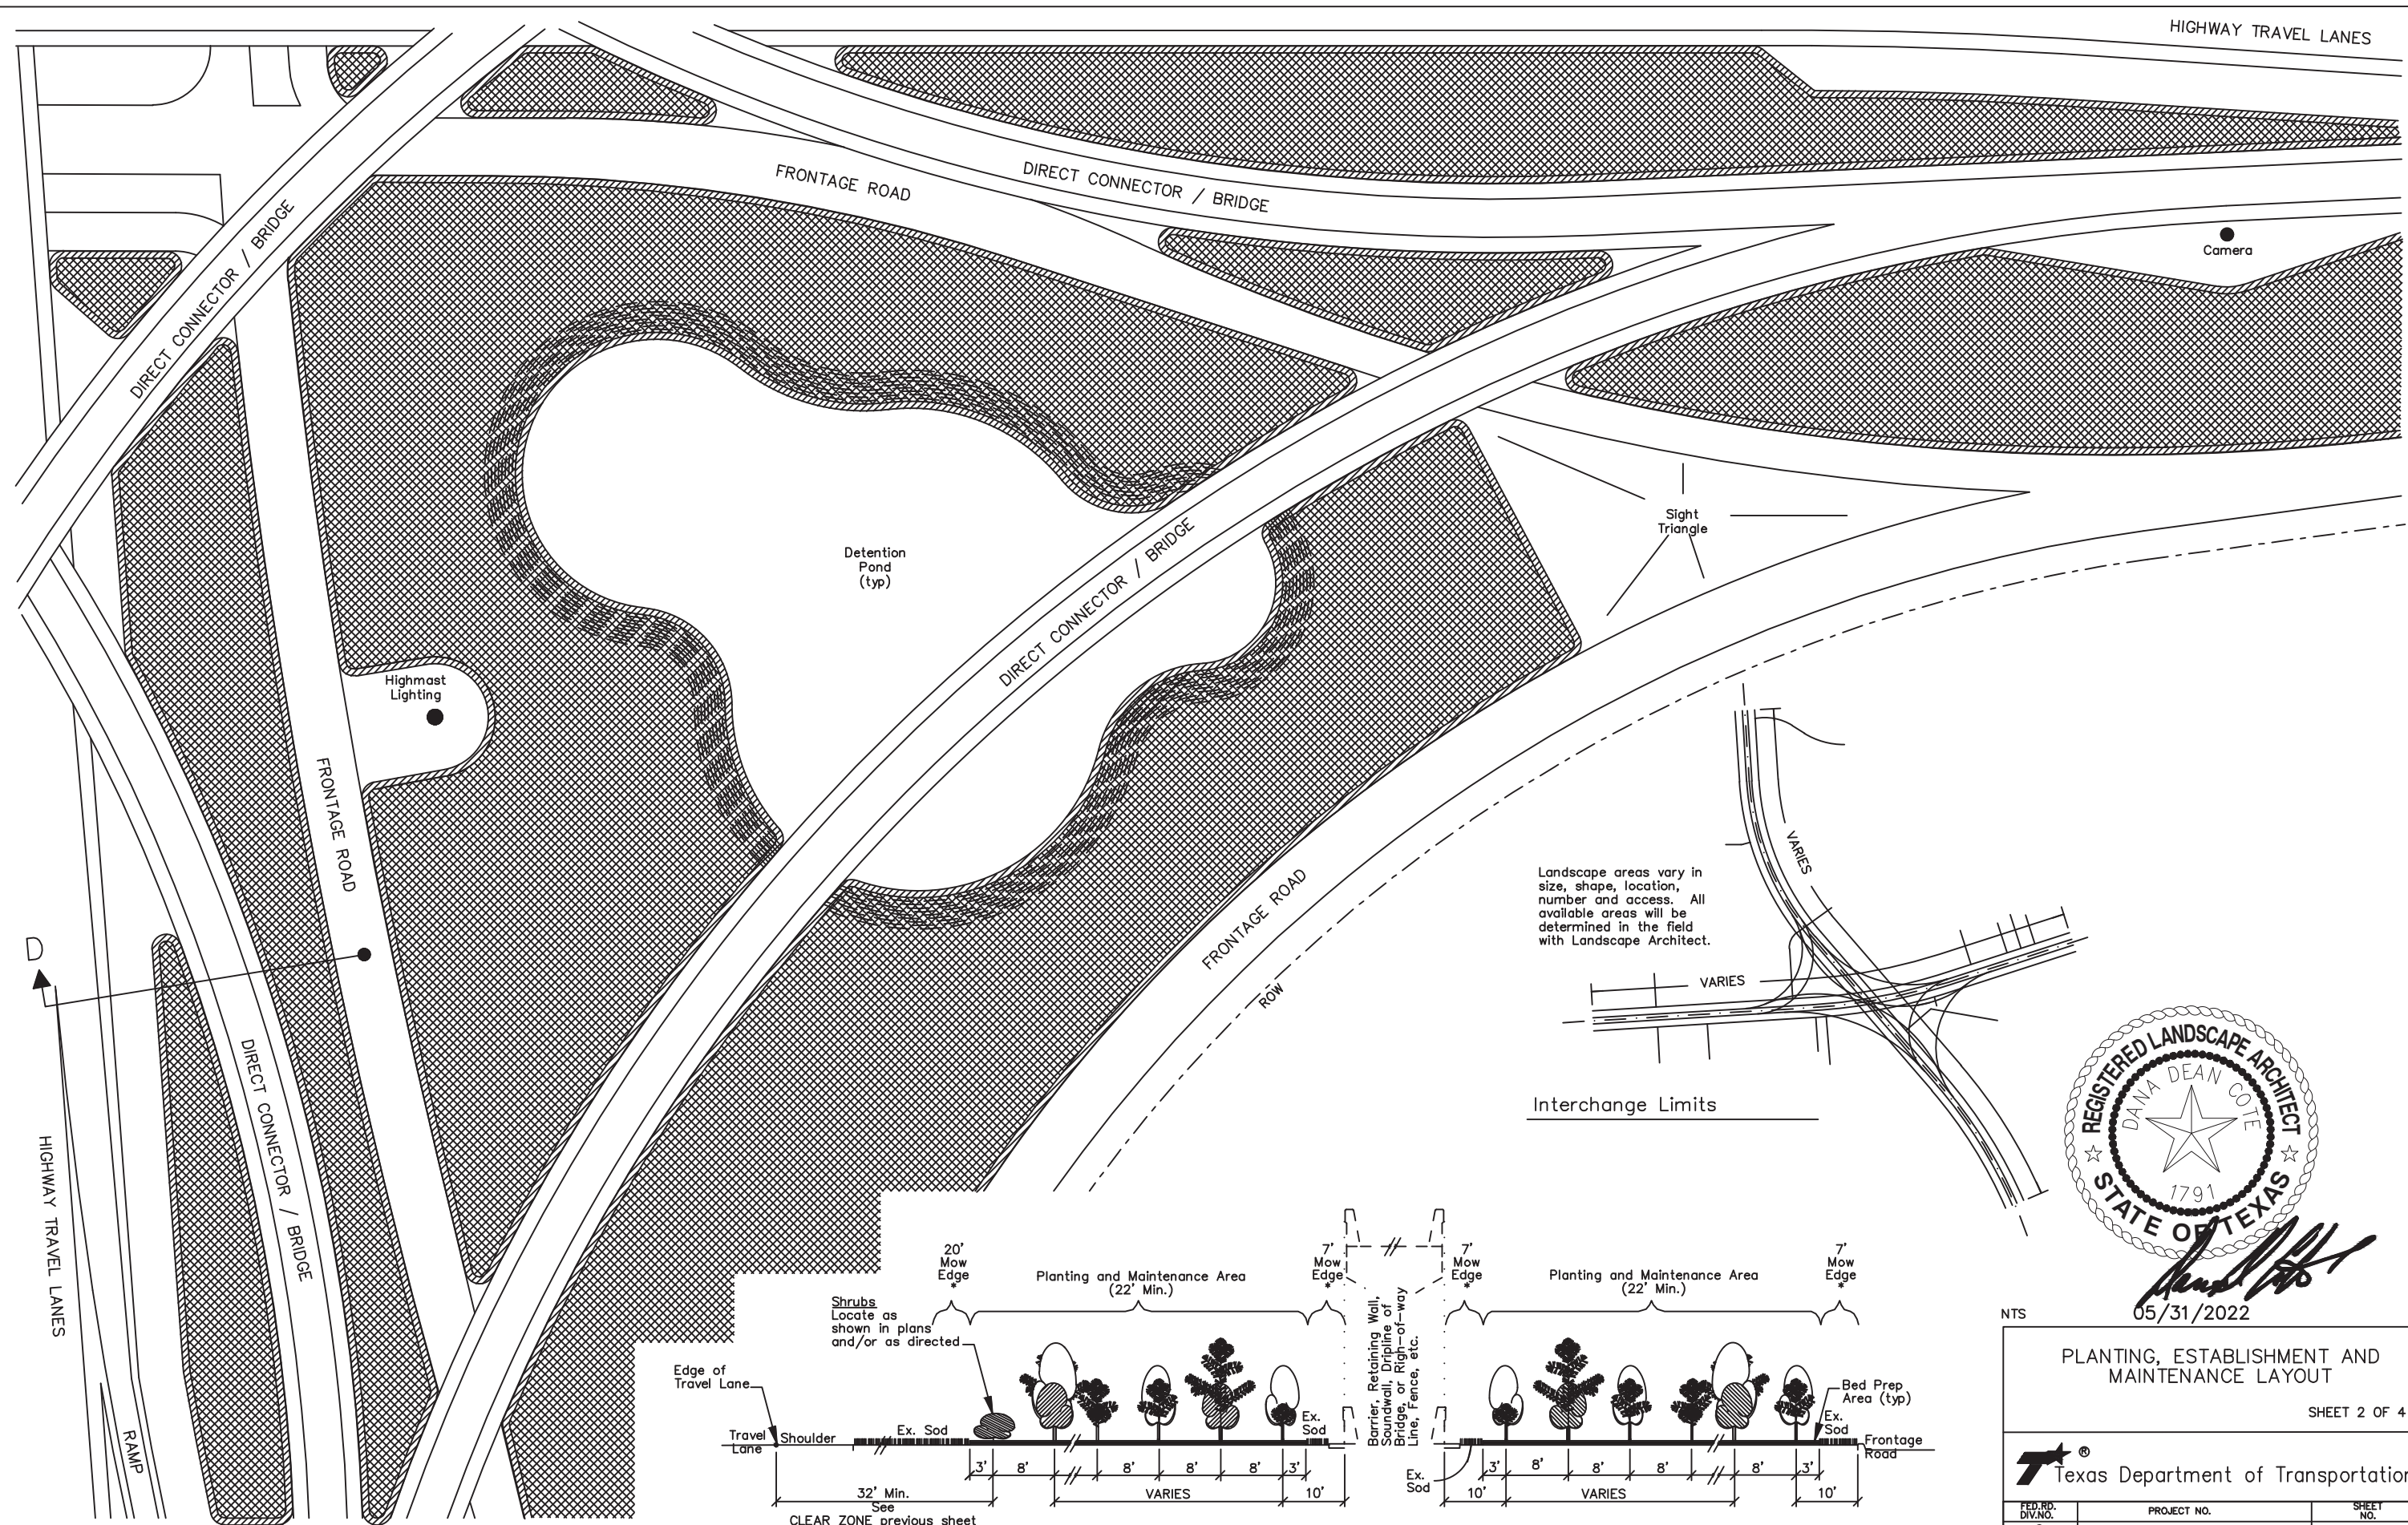 HIGHWAY TRAVEL LANES
FRONTAGE ROAD
DIRECT CONNECTOR / BRIDGE
DIRECT CONNECTOR / BRIDGE
Camera
Sight
Triangle
Detention
Pond
(typ)
DIRECT CONNECTOR / BRIDGE
Highmast
Lighting
FRONTAGE ROAD
FRONTAGE ROAD
ROW
D
DIRECT CONNECTOR / BRIDGE
HIGHWAY TRAVEL LANES
RAMP
Landscape areas vary in
size, shape, location,
number and access. All
available areas will be
determined in the field
with Landscape Architect.
VARIES
VARIES
Interchange Limits
REGISTERED LANDSCAPE ARCHITECT
DANA DEAN COTE
1791
STATE OF TEXAS
05/31/2022
NTS
20'
Mow
Edge
*
Planting and Maintenance Area
(22' Min.)
7'
Mow
Edge
*
7'
Mow
Edge
*
Planting and Maintenance Area
(22' Min.)
7'
Mow
Edge
*
Shrubs
Locate as
shown in plans
and/or as directed
Edge of
Travel Lane
Travel
Lane
Shoulder
Ex. Sod
Ex.
Sod
Barrier, Retaining Wall,
Soundwall, Dripline of
Bridge, or Righ-of-way
Line, Fence, etc.
Bed Prep
Area (typ)
Ex.
Sod
Frontage
Road
Ex.
Sod
3' 8' 8' 8' 8' 3'
3' 8' 8' 8' 8' 3'
32' Min.
See
CLEAR ZONE previous sheet
VARIES
10'
10'
VARIES
10'
PLANTING, ESTABLISHMENT AND
MAINTENANCE LAYOUT
SHEET 2 OF 4
®
Texas Department of Transportation
FED.RD.
DIV.NO.
PROJECT NO.
SHEET
NO.